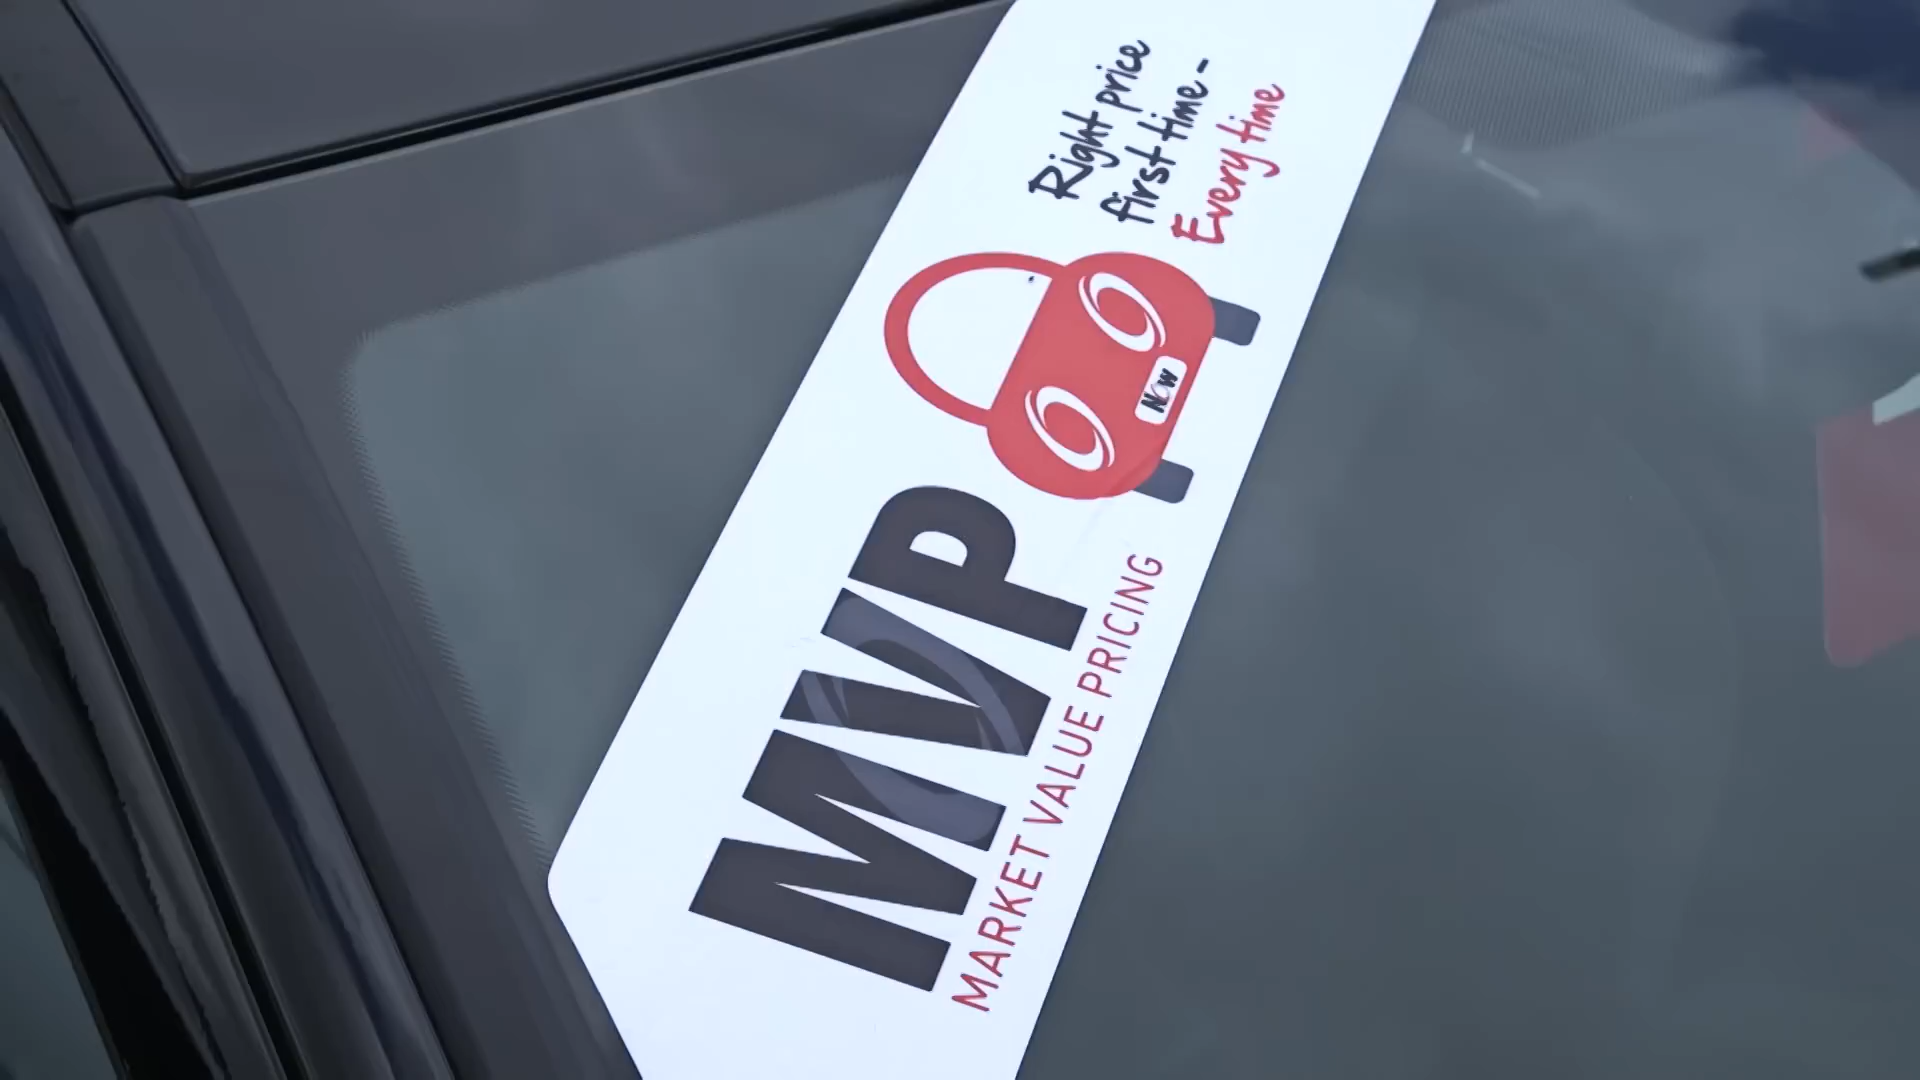 MVP
MARKET VALUE PRICING
NOW
Right price
first time -
Every time